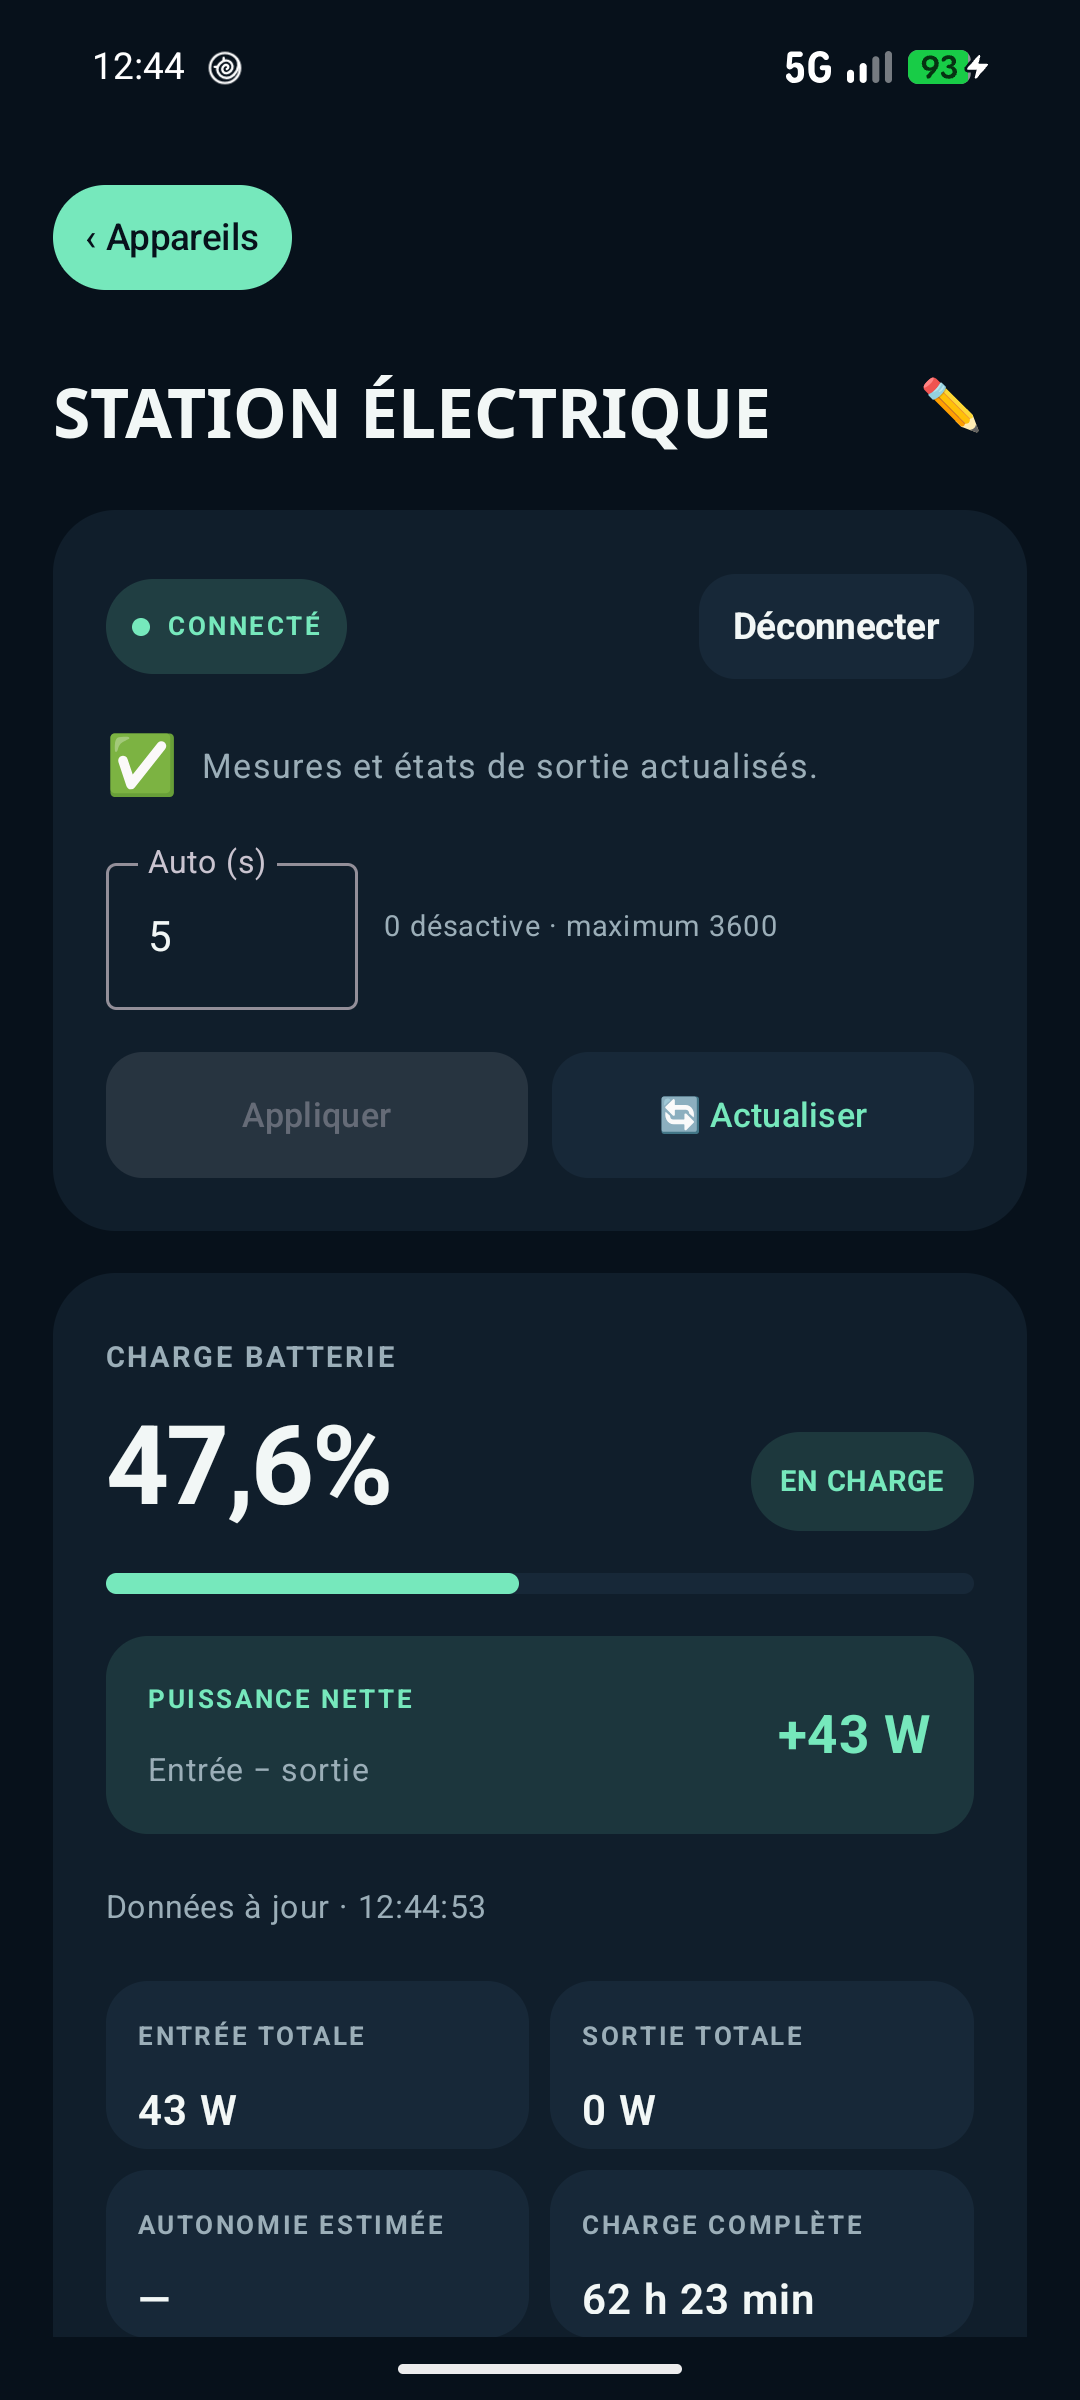 12:44
5G
93
‹ Appareils
STATION ÉLECTRIQUE
CONNECTÉ
Déconnecter
Mesures et états de sortie actualisés.
Auto (s)
5
0 désactive · maximum 3600
Appliquer
Actualiser
CHARGE BATTERIE
47,6%
EN CHARGE
PUISSANCE NETTE
Entrée − sortie
+43 W
Données à jour · 12:44:53
ENTRÉE TOTALE
43 W
SORTIE TOTALE
0 W
AUTONOMIE ESTIMÉE
—
CHARGE COMPLÈTE
62 h 23 min